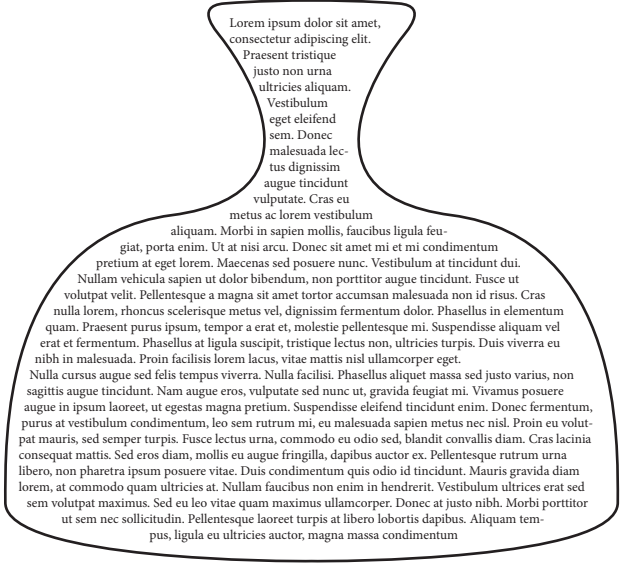 Lorem ipsum dolor sit amet,
consectetur adipiscing elit.
Praesent tristique
justo non urna
ultricies aliquam.
Vestibulum
eget eleifend
sem. Donec
malesuada lec-
tus dignissim
augue tincidunt
vulputate. Cras eu
metus ac lorem vestibulum
aliquam. Morbi in sapien mollis, faucibus ligula feu-
giat, porta enim. Ut at nisi arcu. Donec sit amet mi et mi condimentum
pretium at eget lorem. Maecenas sed posuere nunc. Vestibulum at tincidunt dui.
Nullam vehicula sapien ut dolor bibendum, non porttitor augue tincidunt. Fusce ut
volutpat velit. Pellentesque a magna sit amet tortor accumsan malesuada non id risus. Cras
nulla lorem, rhoncus scelerisque metus vel, dignissim fermentum dolor. Phasellus in elementum
quam. Praesent purus ipsum, tempor a erat et, molestie pellentesque mi. Suspendisse aliquam vel
erat et fermentum. Phasellus at ligula suscipit, tristique lectus non, ultricies turpis. Duis viverra eu
nibh in malesuada. Proin facilisis lorem lacus, vitae mattis nisl ullamcorper eget.
Nulla cursus augue sed felis tempus viverra. Nulla facilisi. Phasellus aliquet massa sed justo varius, non
sagittis augue tincidunt. Nam augue eros, vulputate sed nunc ut, gravida feugiat mi. Vivamus posuere
augue in ipsum laoreet, ut egestas magna pretium. Suspendisse eleifend tincidunt enim. Donec fermentum,
purus at vestibulum condimentum, leo sem rutrum mi, eu malesuada sapien metus nec nisl. Proin eu volut-
pat mauris, sed semper turpis. Fusce lectus urna, commodo eu odio sed, blandit convallis diam. Cras lacinia
consequat mattis. Sed eros diam, mollis eu augue fringilla, dapibus auctor ex. Pellentesque rutrum urna
libero, non pharetra ipsum posuere vitae. Duis condimentum quis odio id tincidunt. Mauris gravida diam
lorem, at commodo quam ultricies at. Nullam faucibus non enim in hendrerit. Vestibulum ultrices erat sed
sem volutpat maximus. Sed eu leo vitae quam maximus ullamcorper. Donec at justo nibh. Morbi porttitor
ut sem nec sollicitudin. Pellentesque laoreet turpis at libero lobortis dapibus. Aliquam tem-
pus, ligula eu ultricies auctor, magna massa condimentum